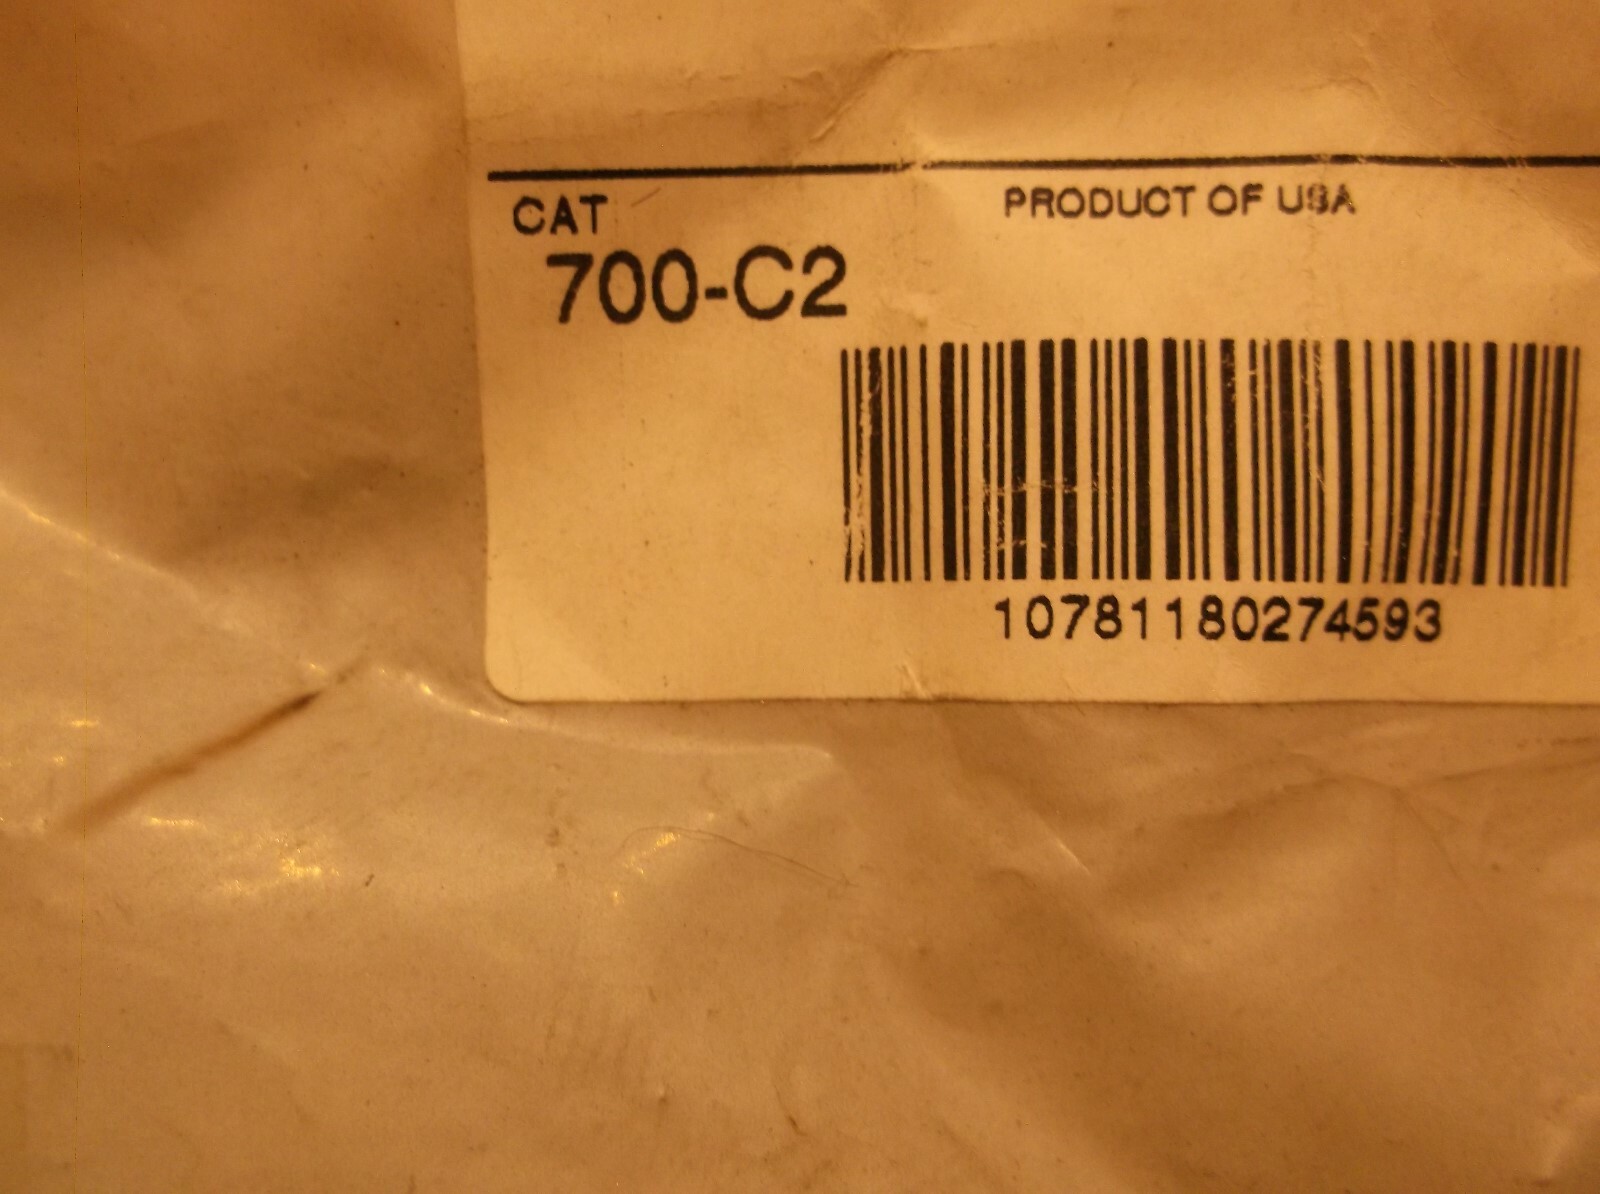 CAT
PRODUCT OF USA
700-C2
10781180274593